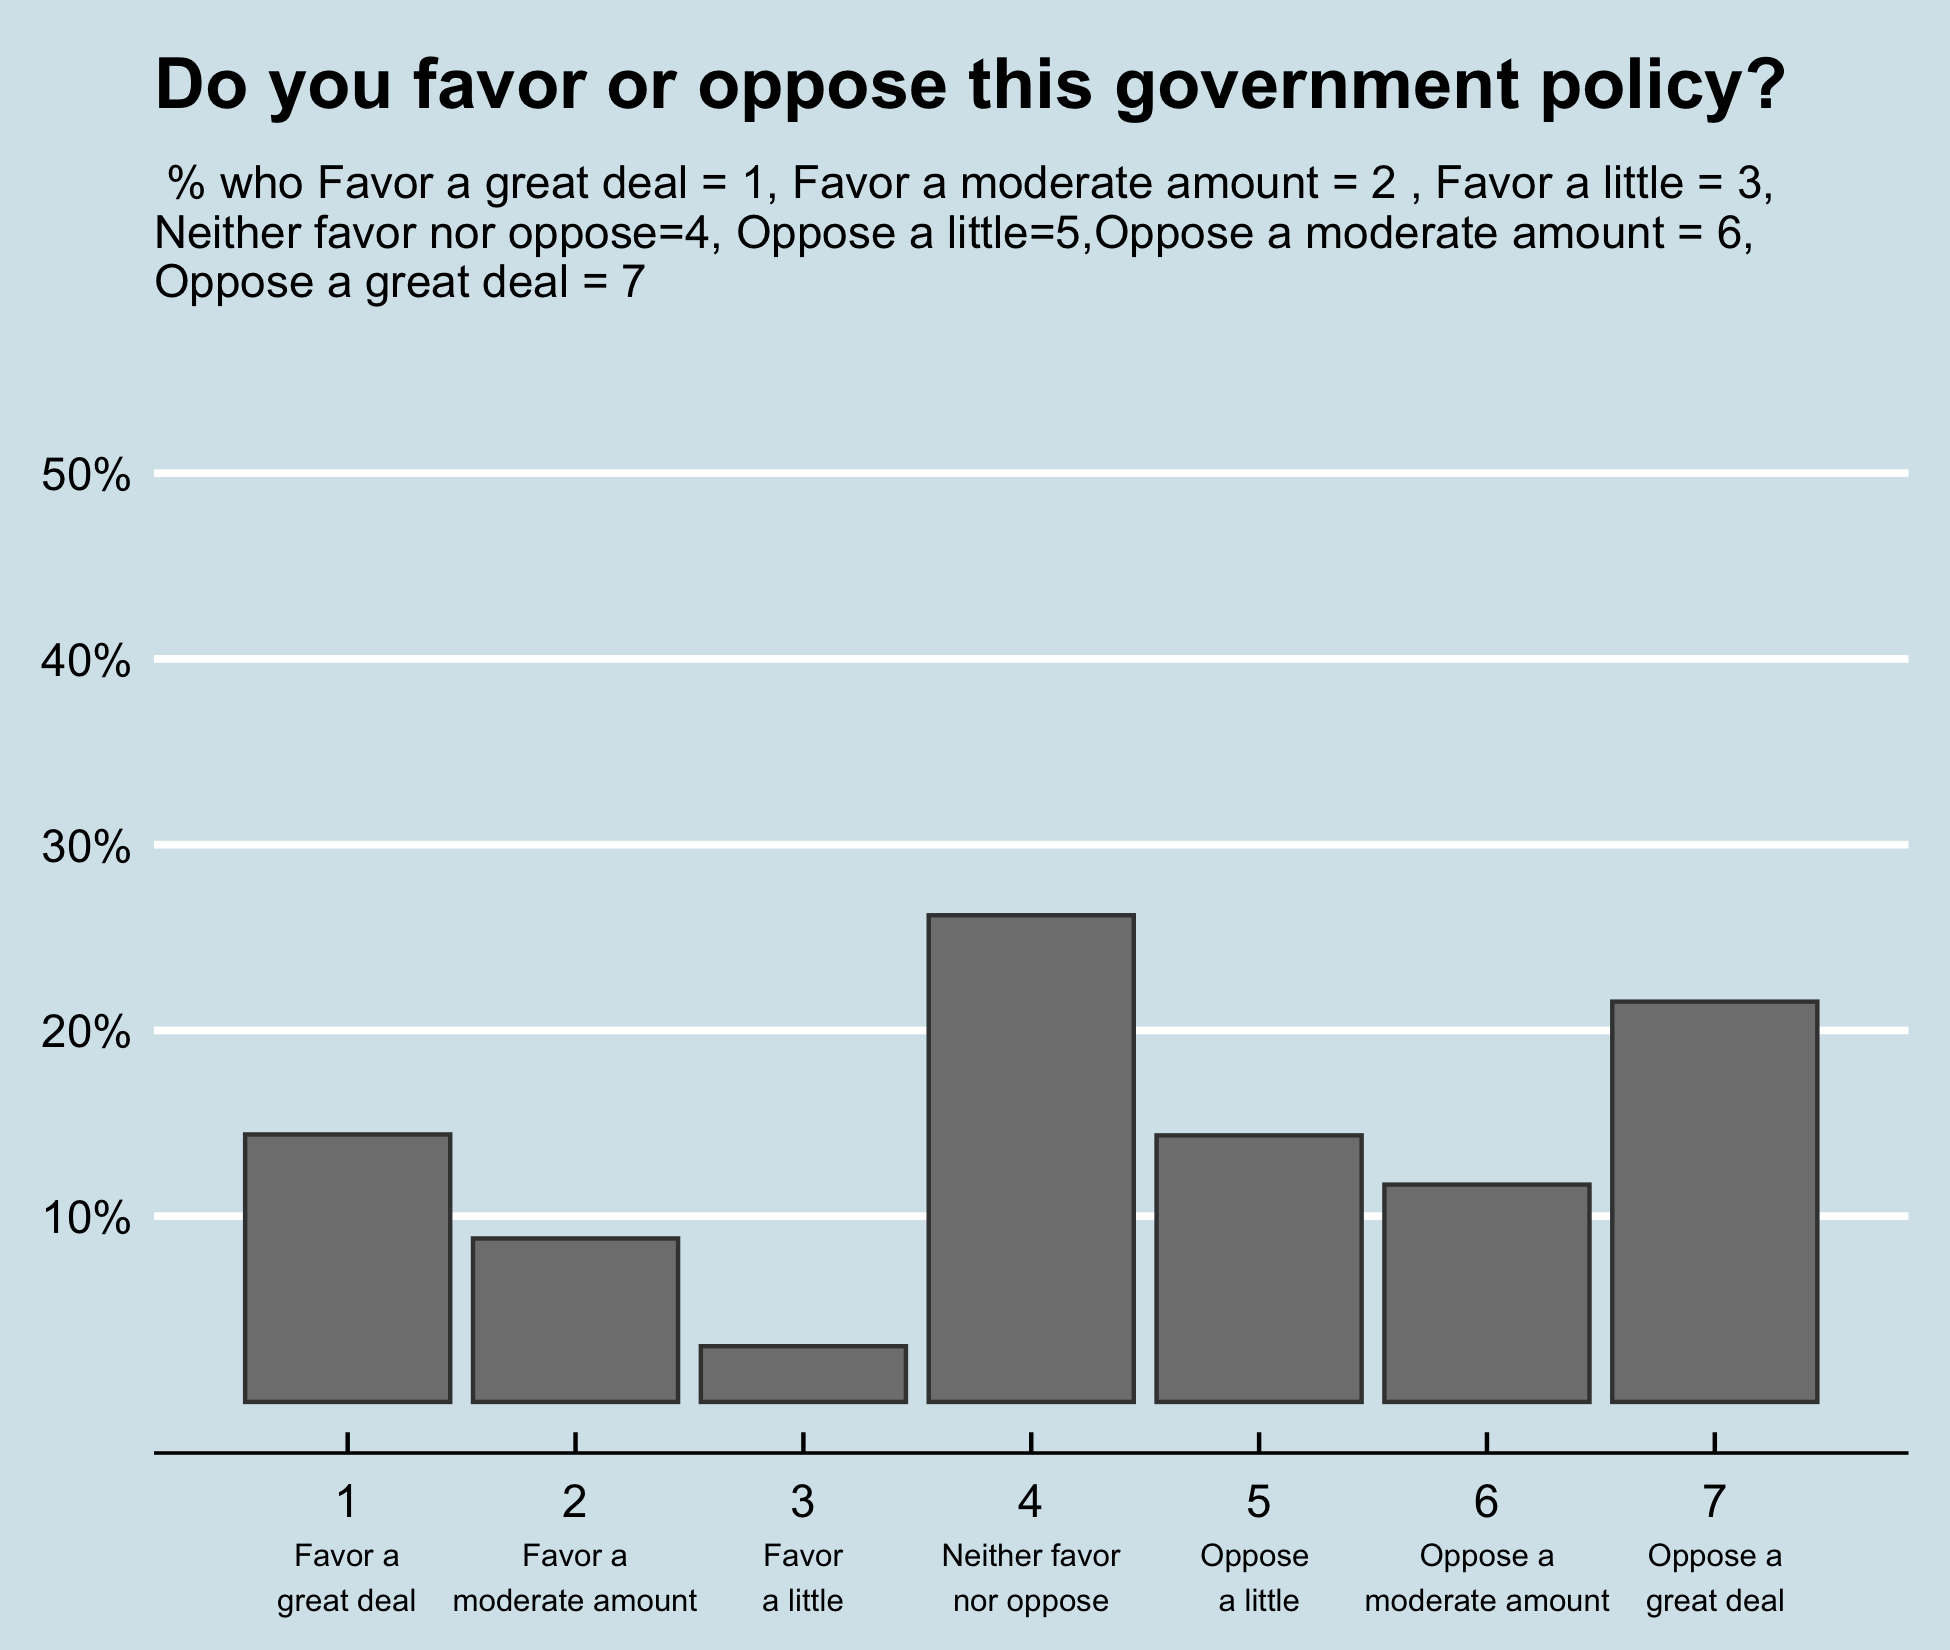 Do you favor or oppose this government policy?
% who Favor a great deal = 1, Favor a moderate amount = 2 , Favor a little = 3,
Neither favor nor oppose=4, Oppose a little=5,Oppose a moderate amount = 6,
Oppose a great deal = 7
50%
40%
30%
20%
10%
1 2 3 4 5 6 7
Favor a Favor a Favor Neither favor Oppose Oppose a Oppose a
great deal moderate amount a little nor oppose a little moderate amount great deal